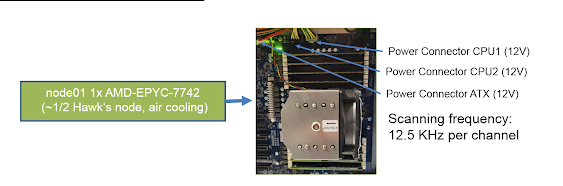 node01 1x AMD-EPYC-7742
(~1/2 Hawk's node, air cooling)
Power Connector CPU1 (12V)
Power Connector CPU2 (12V)
Power Connector ATX (12V)
Scanning frequency:
12.5 KHz per channel